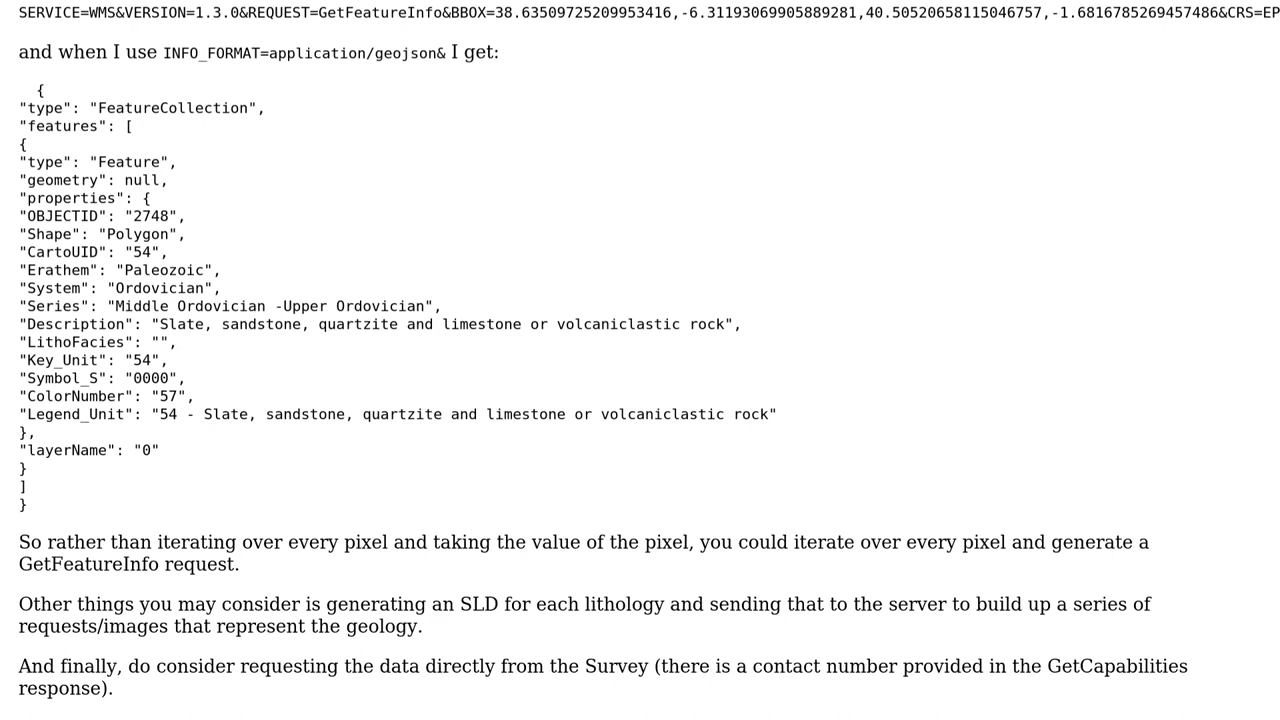 SERVICE=WMS&VERSION=1.3.0&REQUEST=GetFeatureInfo&BBOX=38.63509725209953416,-6.31193069905889281,40.50520658115046757,-1.6816785269457486&CRS=EP
and when I use INFO_FORMAT=application/geojson& I get:
{
"type": "FeatureCollection",
"features": [
{
"type": "Feature",
"geometry": null,
"properties": {
"OBJECTID": "2748",
"Shape": "Polygon",
"CartoUID": "54",
"Erathem": "Paleozoic",
"System": "Ordovician",
"Series": "Middle Ordovician -Upper Ordovician",
"Description": "Slate, sandstone, quartzite and limestone or volcaniclastic rock",
"LithoFacies": "",
"Key_Unit": "54",
"Symbol_S": "0000",
"ColorNumber": "57",
"Legend_Unit": "54 - Slate, sandstone, quartzite and limestone or volcaniclastic rock"
},
"layerName": "0"
}
]
}
So rather than iterating over every pixel and taking the value of the pixel, you could iterate over every pixel and generate a
GetFeatureInfo request.
Other things you may consider is generating an SLD for each lithology and sending that to the server to build up a series of
requests/images that represent the geology.
And finally, do consider requesting the data directly from the Survey (there is a contact number provided in the GetCapabilities
response).